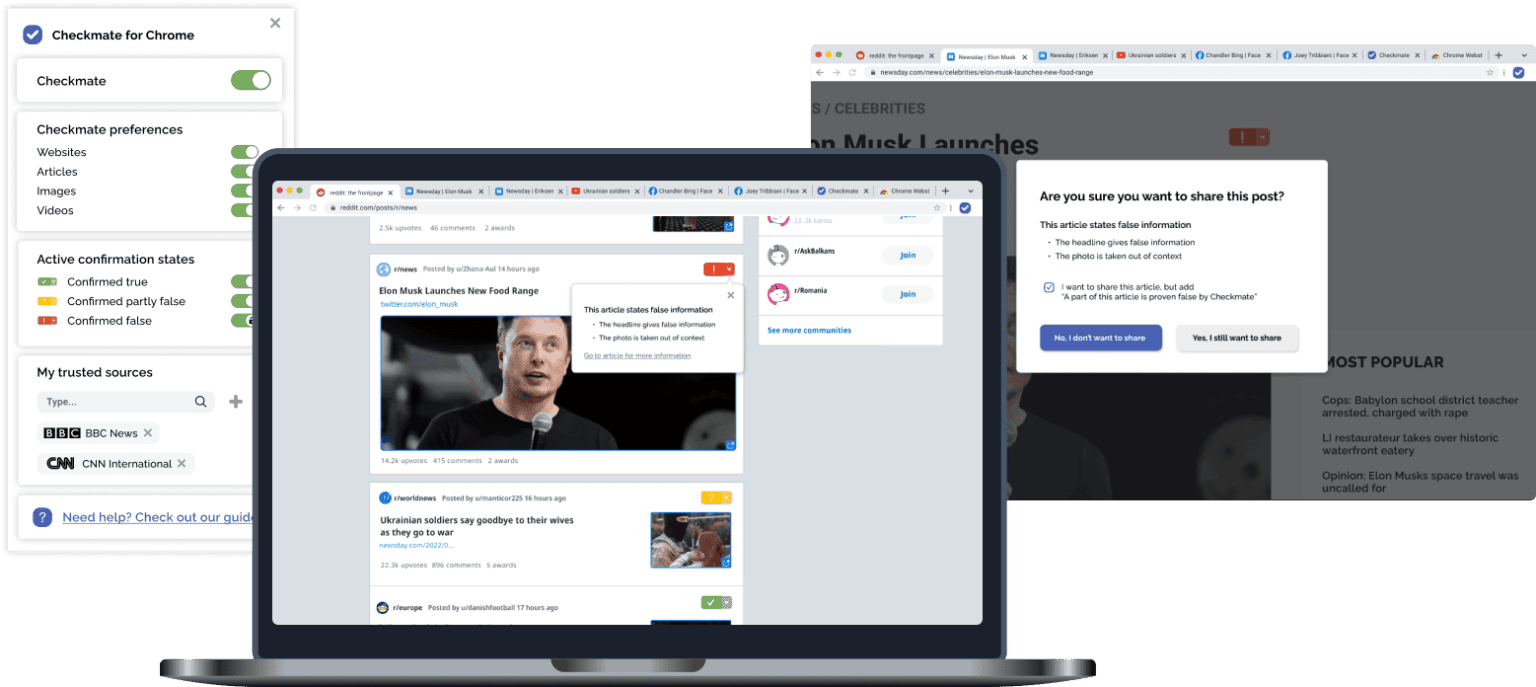 Checkmate for Chrome
Checkmate
Checkmate preferences
Websites
Articles
Images
Videos
Active confirmation states
Confirmed true
Confirmed partly false
Confirmed false
My trusted sources
Type...
BBC BBC News
CNN CNN International
? Need help? Check out our guide
reddit: the frontpage
Newsday | Elon Musk
Newsday | Eriksen
Ukrainian soldiers
Chandler Bing | Face
Joey Tribbiani | Face
Checkmate
Chrome Webst
reddit.com/posts/r/news
2.5k upvotes 46 comments 2 awards
r/news Posted by u/Zhana-Aul 14 hours ago
!
Elon Musk Launches New Food Range
twitter.com/elon_musk
This article states false information
The headline gives false information
The photo is taken out of context
Go to article for more information
14.2k upvotes 415 comments 2 awards
r/worldnews Posted by u/manticor225 16 hours ago
?
Ukrainian soldiers say goodbye to their wives
as they go to war
newsday.com/2022/0...
22.3k upvotes 896 comments 5 awards
r/europe Posted by u/danishfootball 17 hours ago
23.3k karma
Join
r/AskBalkans
Join
r/Romania
Join
See more communities
reddit: the frontpage
Newsday | Elon Musk
Newsday | Eriksen
Ukrainian soldiers
Chandler Bing | Face
Joey Tribbiani | Face
Checkmate
Chrome Webst
newsday.com/news/celebrities/elon-musk-launches-new-food-range
S / CELEBRITIES
on Musk Launches
!
Are you sure you want to share this post?
This article states false information
The headline gives false information
The photo is taken out of context
I want to share this article, but add
"A part of this article is proven false by Checkmate"
No, I don't want to share
Yes, I still want to share
MOST POPULAR
Cops: Babylon school district teacher
arrested, charged with rape
LI restaurateur takes over historic
waterfront eatery
Opinion: Elon Musks space travel was
uncalled for